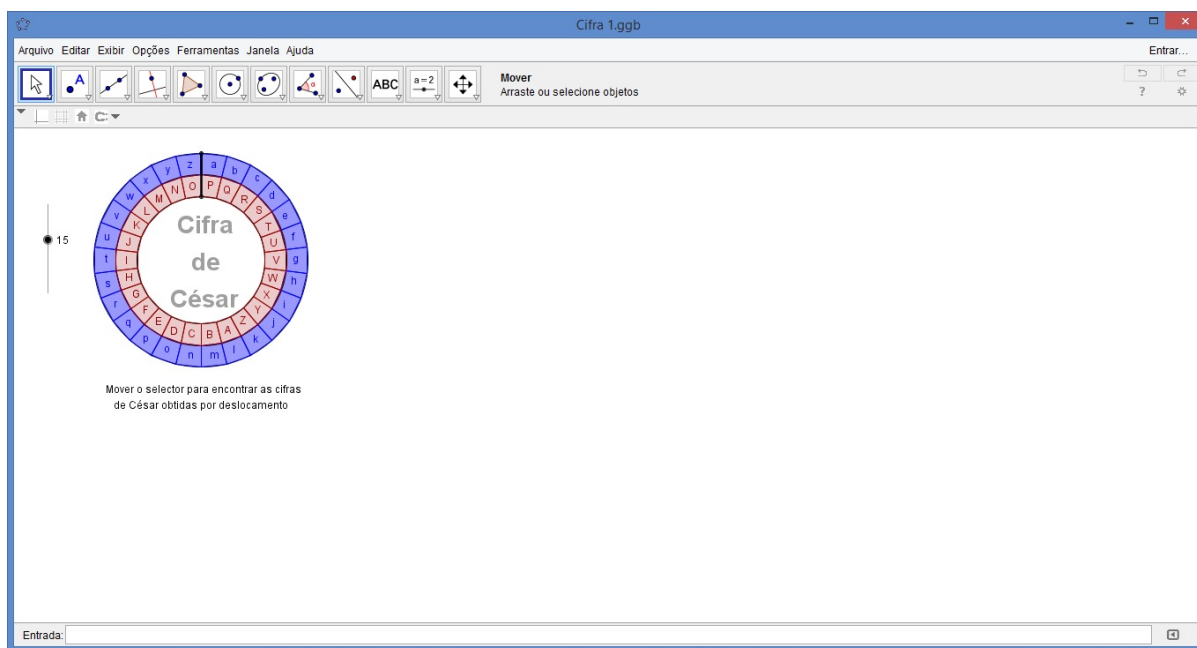 Cifra 1.ggb
Arquivo Editar Exibir Opções Ferramentas Janela Ajuda
Entrar...
A
α
ABC
a=2
Mover
Arraste ou selecione objetos
?
C:
15
a b c d e f g h i j k l m n o p q r s t u v w x y z
P Q R S T U V W X Y Z A B C D E F G H I J K L M N O
Cifra
de
César
Mover o selector para encontrar as cifras
de César obtidas por deslocamento
Entrada: